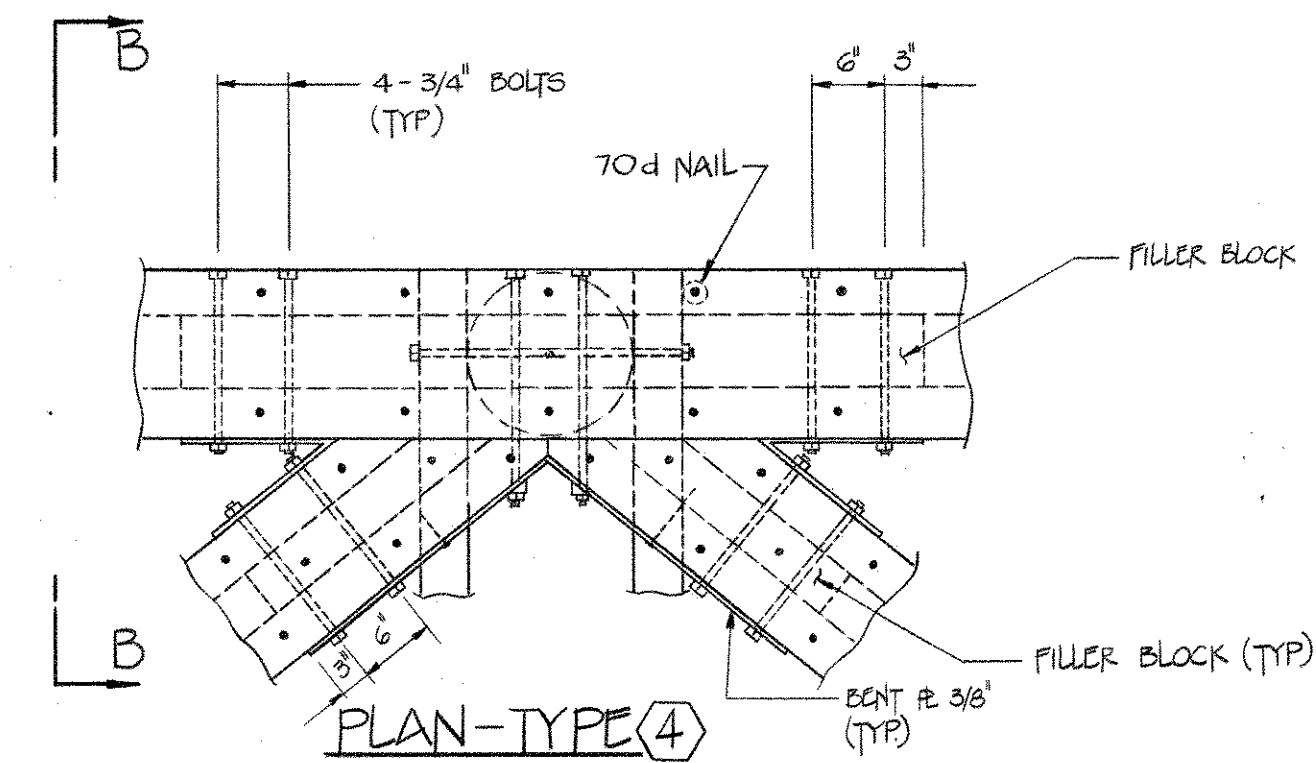 B
4 - 3/4" BOLTS
(TYP)
6" 3"
70d NAIL
FILLER BLOCK
3" 6"
B
FILLER BLOCK (TYP)
BENT PL 3/8"
(TYP.)
PLAN-TYPE 4